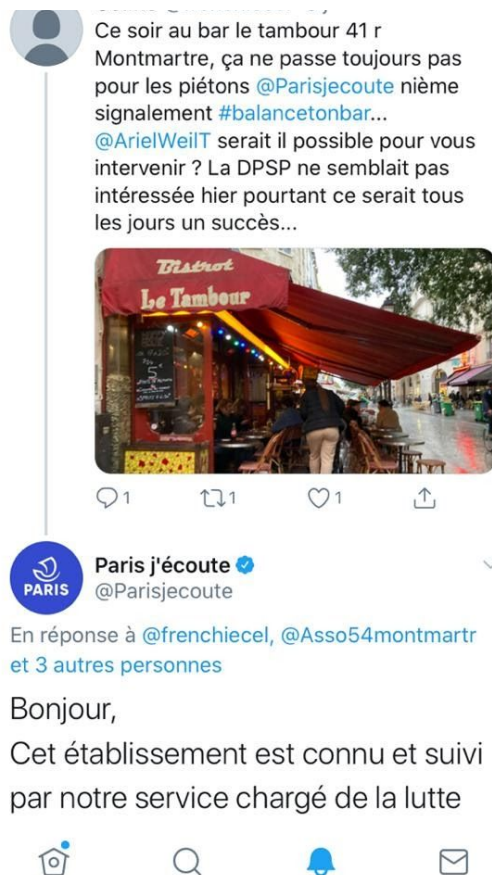 Ce soir au bar le tambour 41 r
Montmartre, ça ne passe toujours pas
pour les piétons @Parisjecoute nième
signalement #balancetonbar...
@ArielWeilT serait il possible pour vous
intervenir ? La DPSP ne semblait pas
intéressée hier pourtant ce serait tous
les jours un succès...
Bistrot
Le Tambour
5
1
1
1
PARIS
Paris j'écoute
@Parisjecoute
En réponse à @frenchiecel, @Asso54montmartr
et 3 autres personnes
Bonjour,
Cet établissement est connu et suivi
par notre service chargé de la lutte